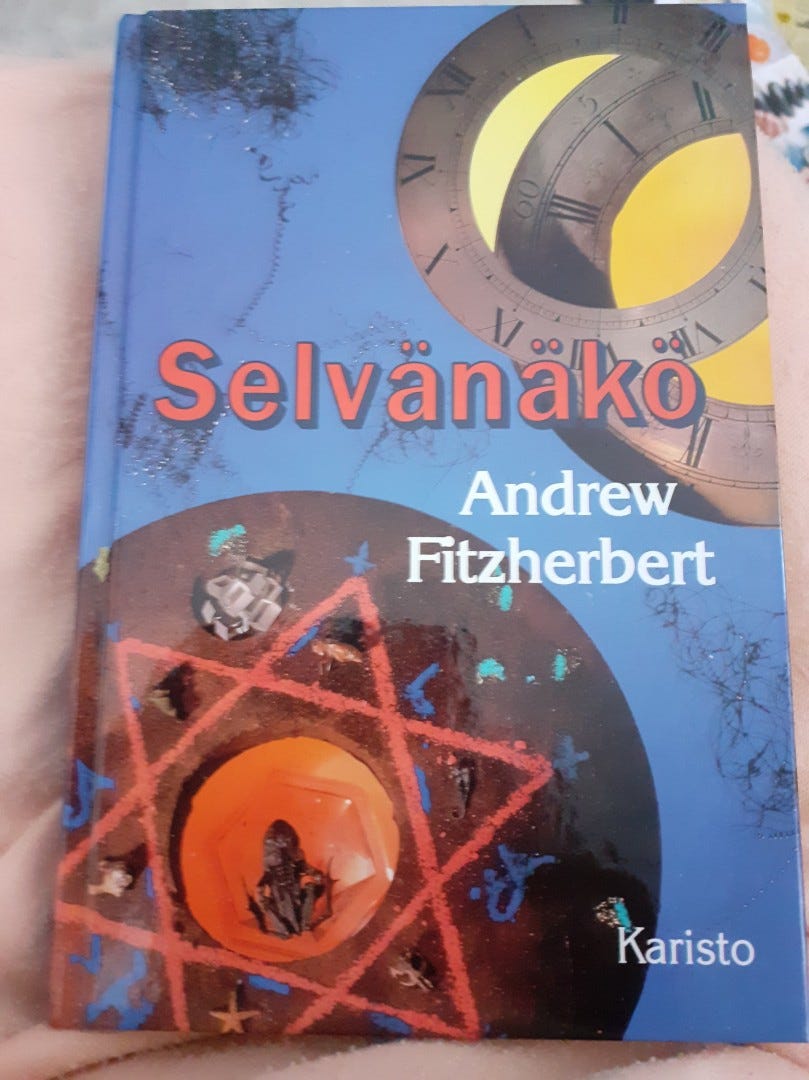 Selvänäkö
Andrew
Fitzherbert
Karisto